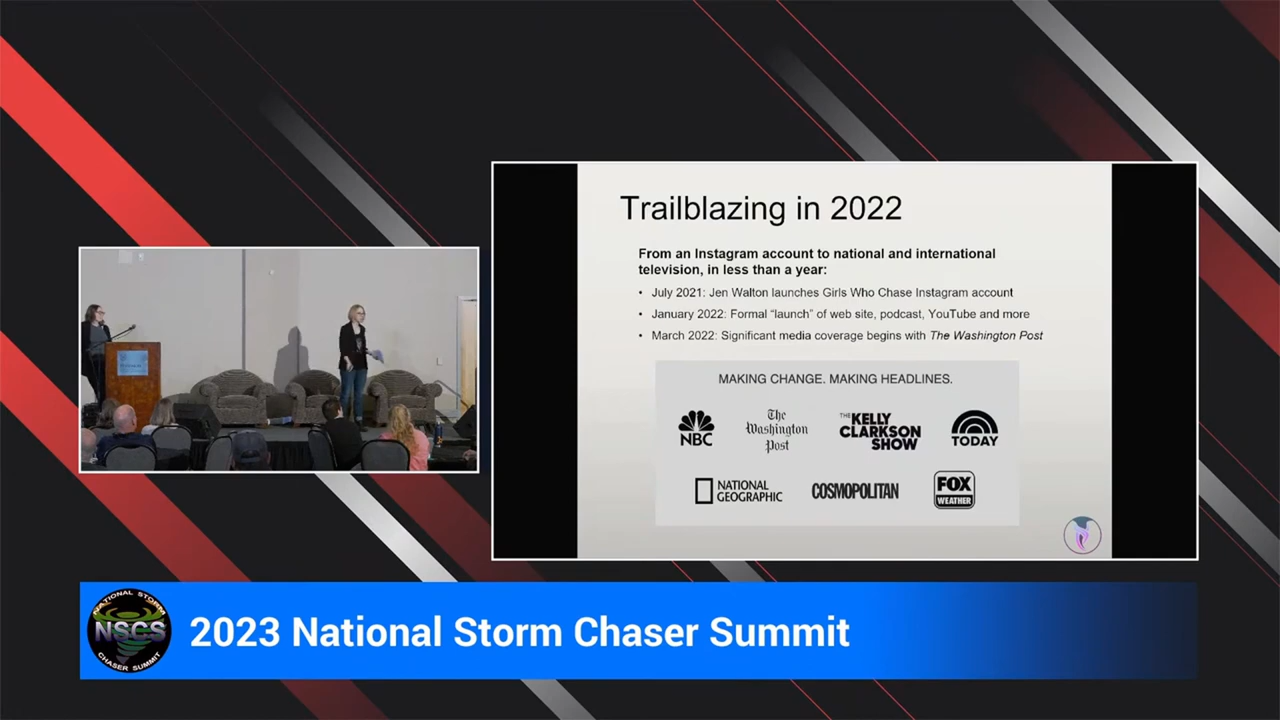 Trailblazing in 2022
From an Instagram account to national and international
television, in less than a year:
• July 2021: Jen Walton launches Girls Who Chase Instagram account
• January 2022: Formal “launch” of web site, podcast, YouTube and more
• March 2022: Significant media coverage begins with The Washington Post
MAKING CHANGE. MAKING HEADLINES.
NBC
The
Washington
Post
THE
KELLY
CLARKSON
SHOW
TODAY
NATIONAL
GEOGRAPHIC
COSMOPOLITAN
FOX
WEATHER
NATIONAL STORM
NSCS
CHASER SUMMIT
2023 National Storm Chaser Summit